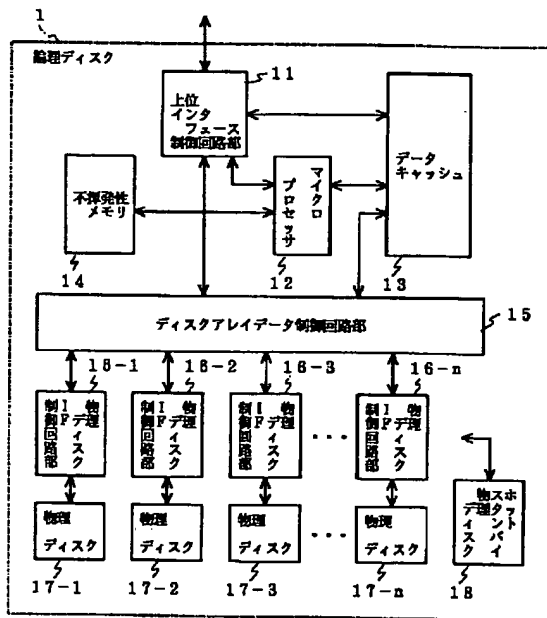 1
論理ディスク
11
上位
インタ
フェース
制御回路部
データ
キャッシュ
不揮発性
メモリ
マイクロ
プロセッサ
14
12
13
ディスクアレイデータ制御回路部
15
16-1
16-2
16-3
16-n
物理
ディスク
IF
制御回路部
物理
ディスク
IF
制御回路部
物理
ディスク
IF
制御回路部
・・・
物理
ディスク
IF
制御回路部
物理
ディスク
物理
ディスク
物理
ディスク
・・・
物理
ディスク
ホット
スタンバイ
物理
ディスク
17-1
17-2
17-3
17-n
18